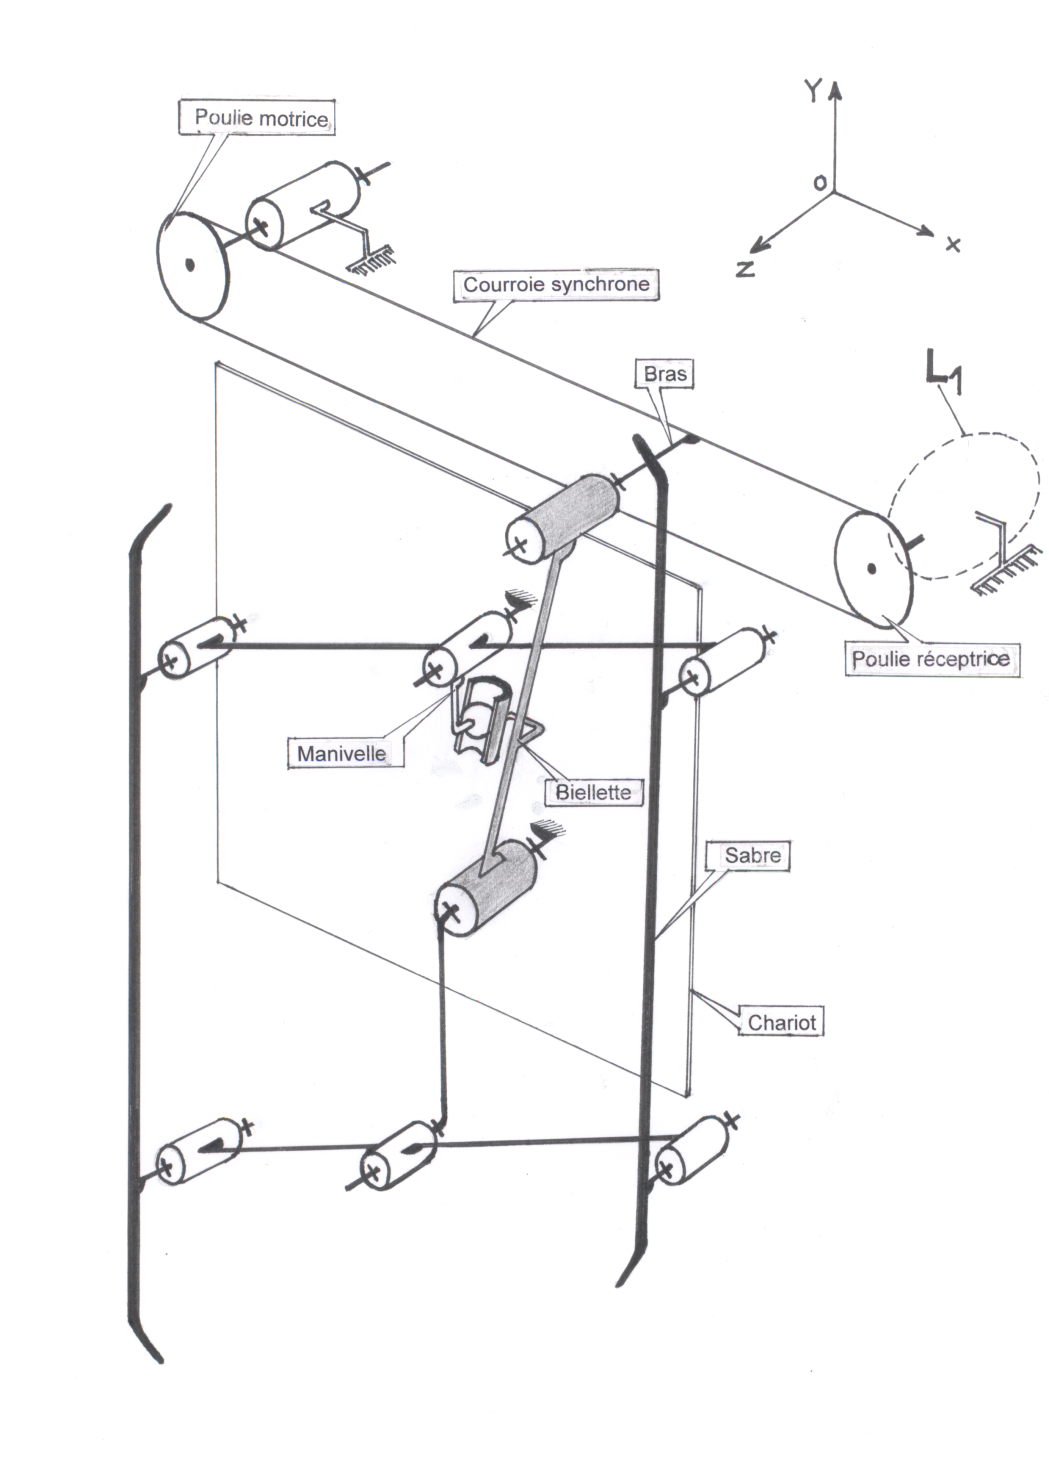 Poulie motrice
Y
O
x
Z
Courroie synchrone
Bras
L1
Poulie réceptrice
Manivelle
Biellette
Sabre
Chariot